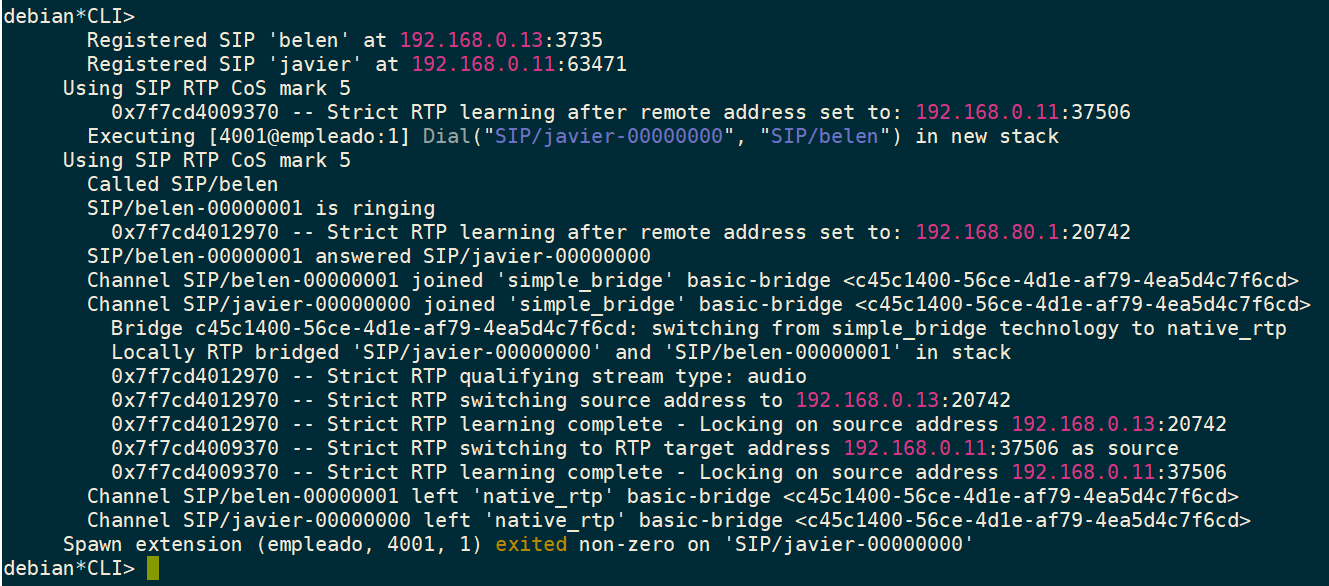 debian*CLI>
Registered SIP 'belen' at 192.168.0.13:3735
Registered SIP 'javier' at 192.168.0.11:63471
Using SIP RTP CoS mark 5
0x7f7cd4009370 -- Strict RTP learning after remote address set to: 192.168.0.11:37506
Executing [4001@empleado:1] Dial("SIP/javier-00000000", "SIP/belen") in new stack
Using SIP RTP CoS mark 5
Called SIP/belen
SIP/belen-00000001 is ringing
0x7f7cd4012970 -- Strict RTP learning after remote address set to: 192.168.80.1:20742
SIP/belen-00000001 answered SIP/javier-00000000
Channel SIP/belen-00000001 joined 'simple_bridge' basic-bridge <c45c1400-56ce-4d1e-af79-4ea5d4c7f6cd>
Channel SIP/javier-00000000 joined 'simple_bridge' basic-bridge <c45c1400-56ce-4d1e-af79-4ea5d4c7f6cd>
Bridge c45c1400-56ce-4d1e-af79-4ea5d4c7f6cd: switching from simple_bridge technology to native_rtp
Locally RTP bridged 'SIP/javier-00000000' and 'SIP/belen-00000001' in stack
0x7f7cd4012970 -- Strict RTP qualifying stream type: audio
0x7f7cd4012970 -- Strict RTP switching source address to 192.168.0.13:20742
0x7f7cd4012970 -- Strict RTP learning complete - Locking on source address 192.168.0.13:20742
0x7f7cd4009370 -- Strict RTP switching to RTP target address 192.168.0.11:37506 as source
0x7f7cd4009370 -- Strict RTP learning complete - Locking on source address 192.168.0.11:37506
Channel SIP/belen-00000001 left 'native_rtp' basic-bridge <c45c1400-56ce-4d1e-af79-4ea5d4c7f6cd>
Channel SIP/javier-00000000 left 'native_rtp' basic-bridge <c45c1400-56ce-4d1e-af79-4ea5d4c7f6cd>
Spawn extension (empleado, 4001, 1) exited non-zero on 'SIP/javier-00000000'
debian*CLI>